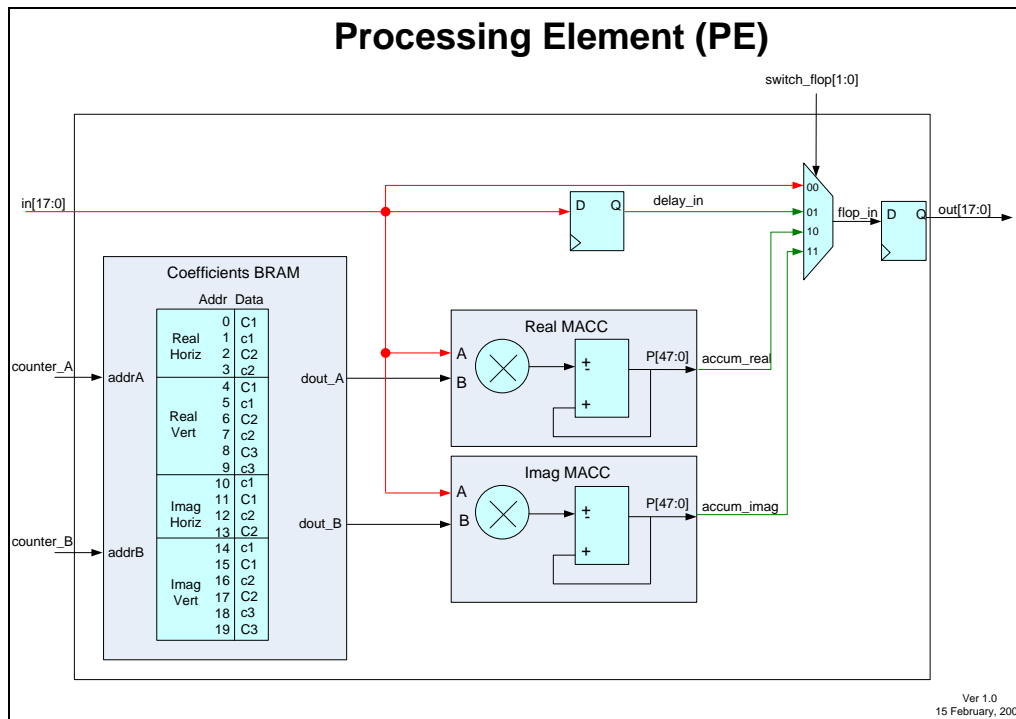 Processing Element (PE)
switch_flop[1:0]
in[17:0]
D Q
delay_in
00
01
10
11
flop_in
D Q
out[17:0]
Coefficients BRAM
Addr Data
Real Horiz
0 C1
1 c1
2 C2
3 c2
Real Vert
4 C1
5 c1
6 C2
7 c2
8 C3
9 c3
Imag Horiz
10 c1
11 C1
12 c2
13 C2
Imag Vert
14 c1
15 C1
16 c2
17 C2
18 c3
19 C3
counter_A
addrA
counter_B
addrB
dout_A
dout_B
Real MACC
A
B
+
-
+
P[47:0]
accum_real
Imag MACC
A
B
+
-
+
P[47:0]
accum_imag
Ver 1.0
15 February, 200